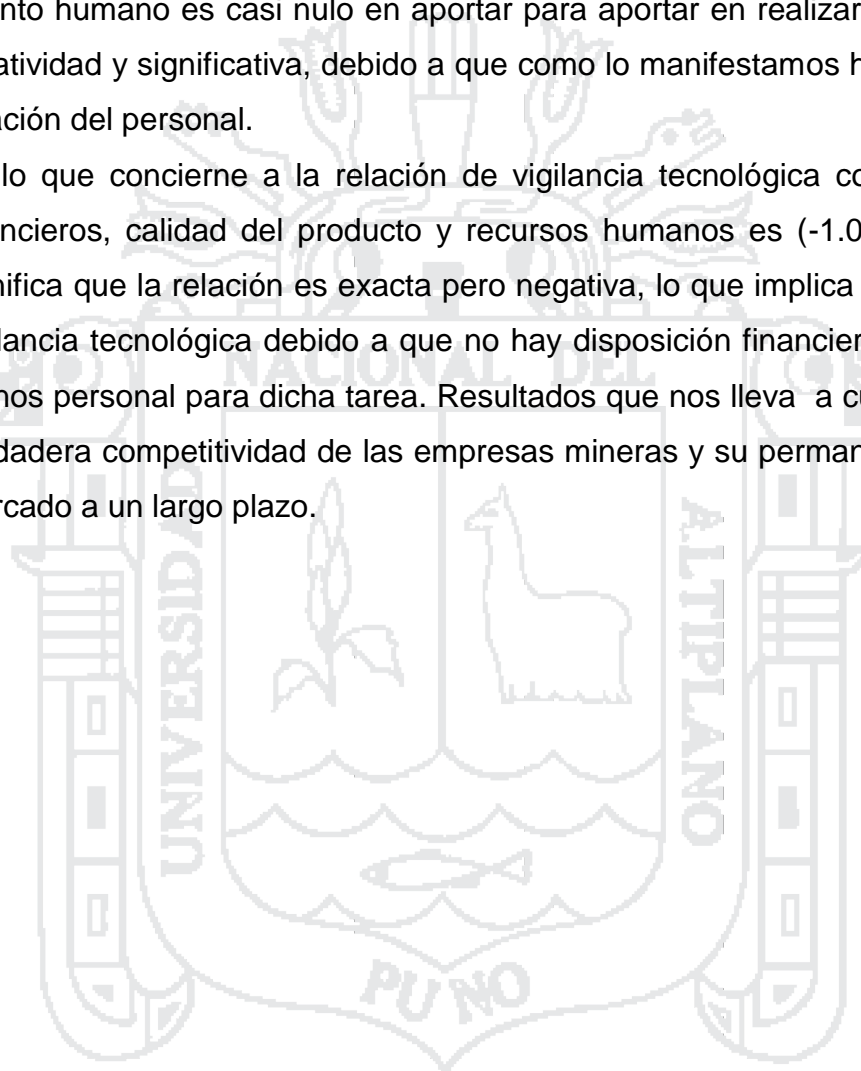 nto humano es casi nulo en aportar para aportar en realizar
atividad y significativa, debido a que como lo manifestamos h
ación del personal.
lo que concierne a la relación de vigilancia tecnológica co
ncieros, calidad del producto y recursos humanos es (-1.0
nifica que la relación es exacta pero negativa, lo que implica
lancia tecnológica debido a que no hay disposición financier
nos personal para dicha tarea. Resultados que nos lleva a cu
dadera competitividad de las empresas mineras y su perman
rcado a un largo plazo.
NACIONAL DEL
UNIVERSIDAD
ALTIPLANO
PUNO